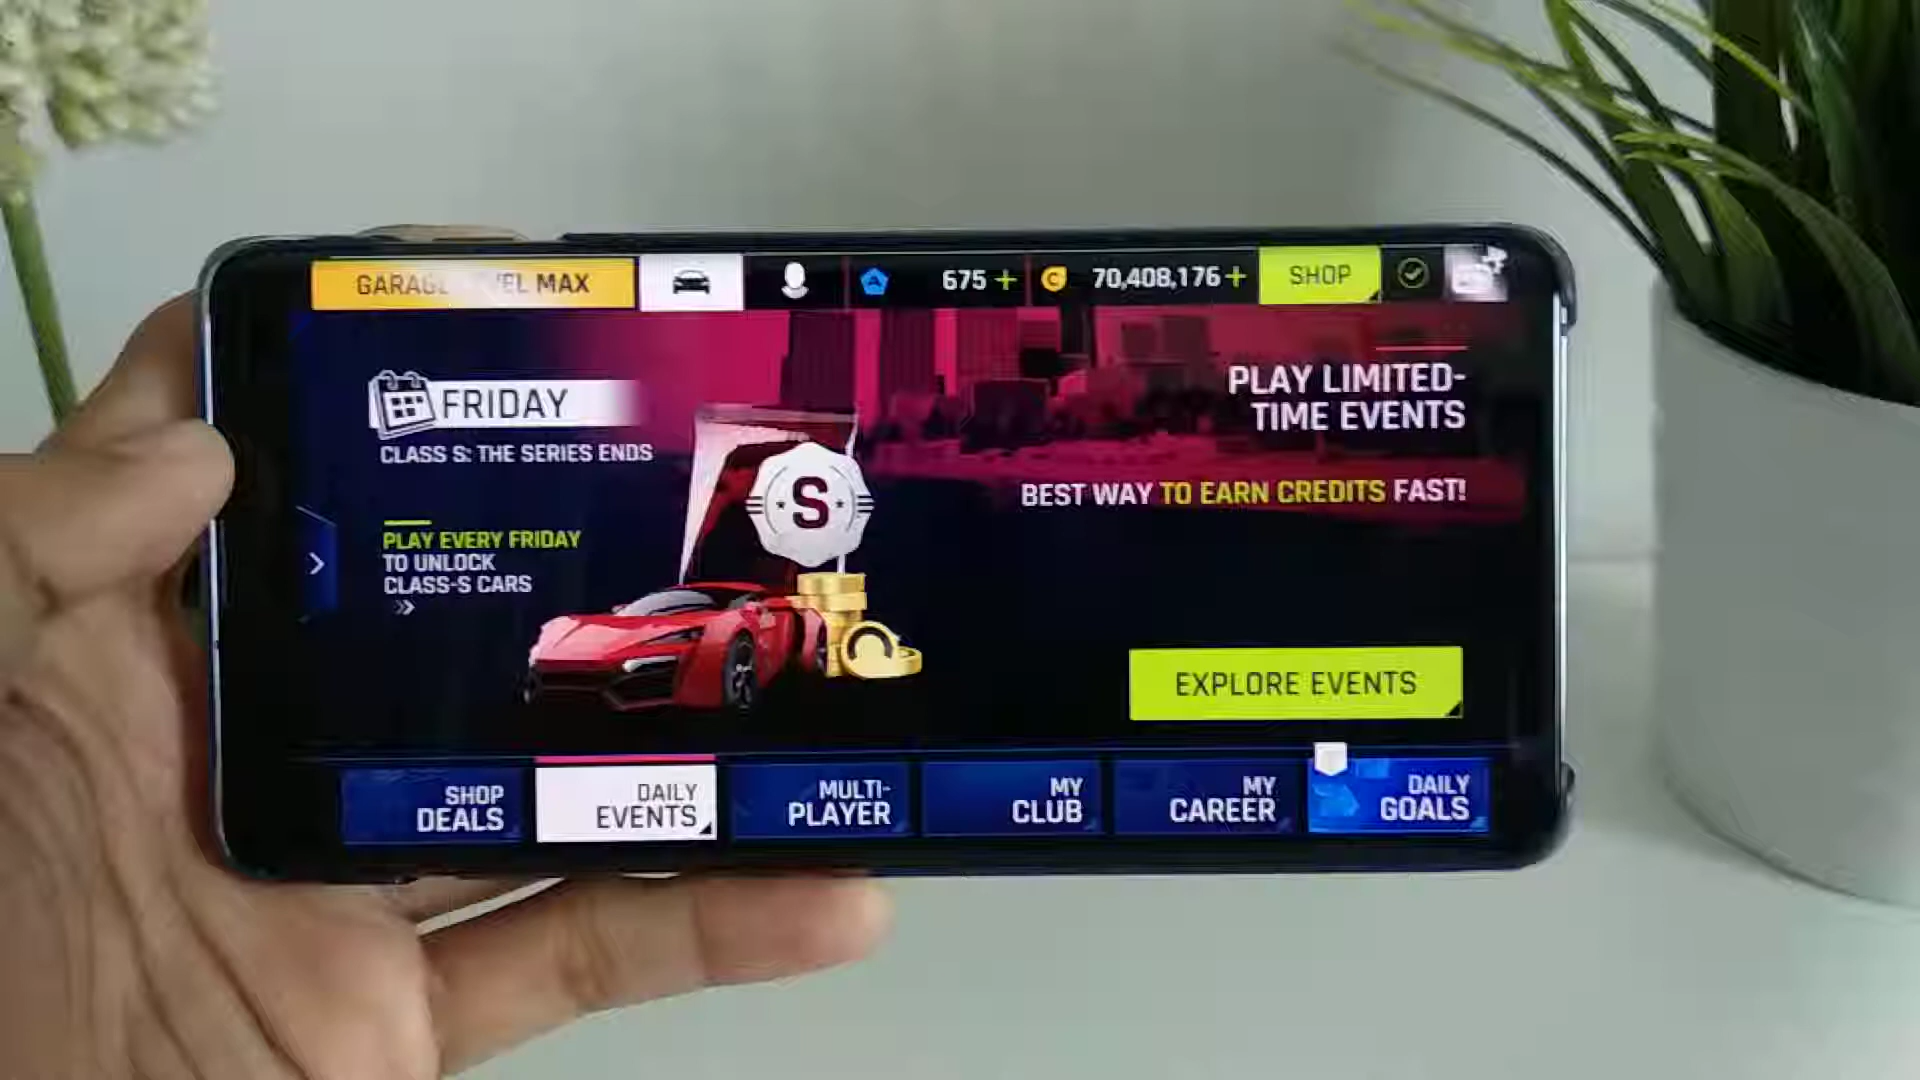 MAX
675 +
70,408,176 +
SHOP
FRIDAY
CLASS S: THE SERIES ENDS
PLAY EVERY FRIDAY
TO UNLOCK
CLASS-S CARS
S
PLAY LIMITED-
TIME EVENTS
BEST WAY TO EARN CREDITS FAST!
EXPLORE EVENTS
SHOP
DEALS
DAILY
EVENTS
MULTI-
PLAYER
MY
CLUB
MY
CAREER
DAILY
GOALS